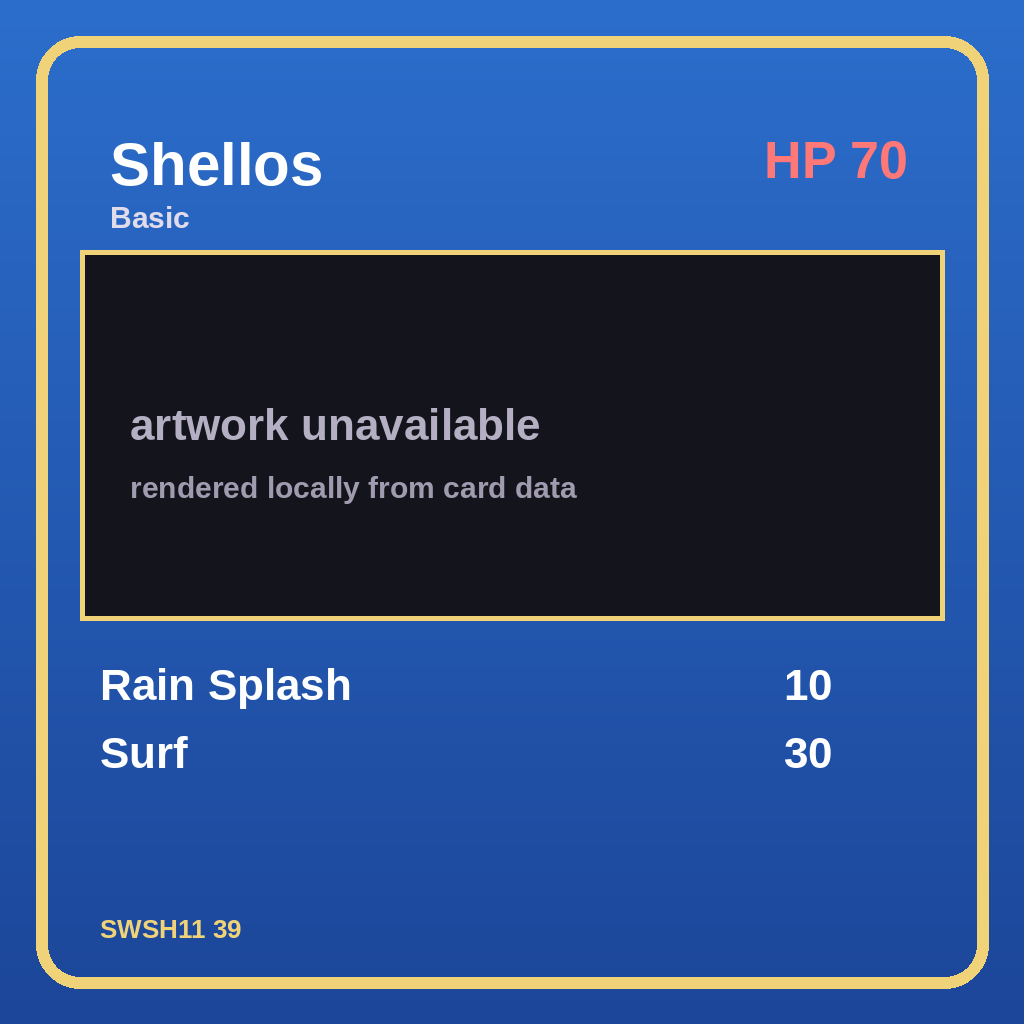 Shellos
HP 70
Basic
artwork unavailable
rendered locally from card data
Rain Splash 10
Surf 30
SWSH11 39